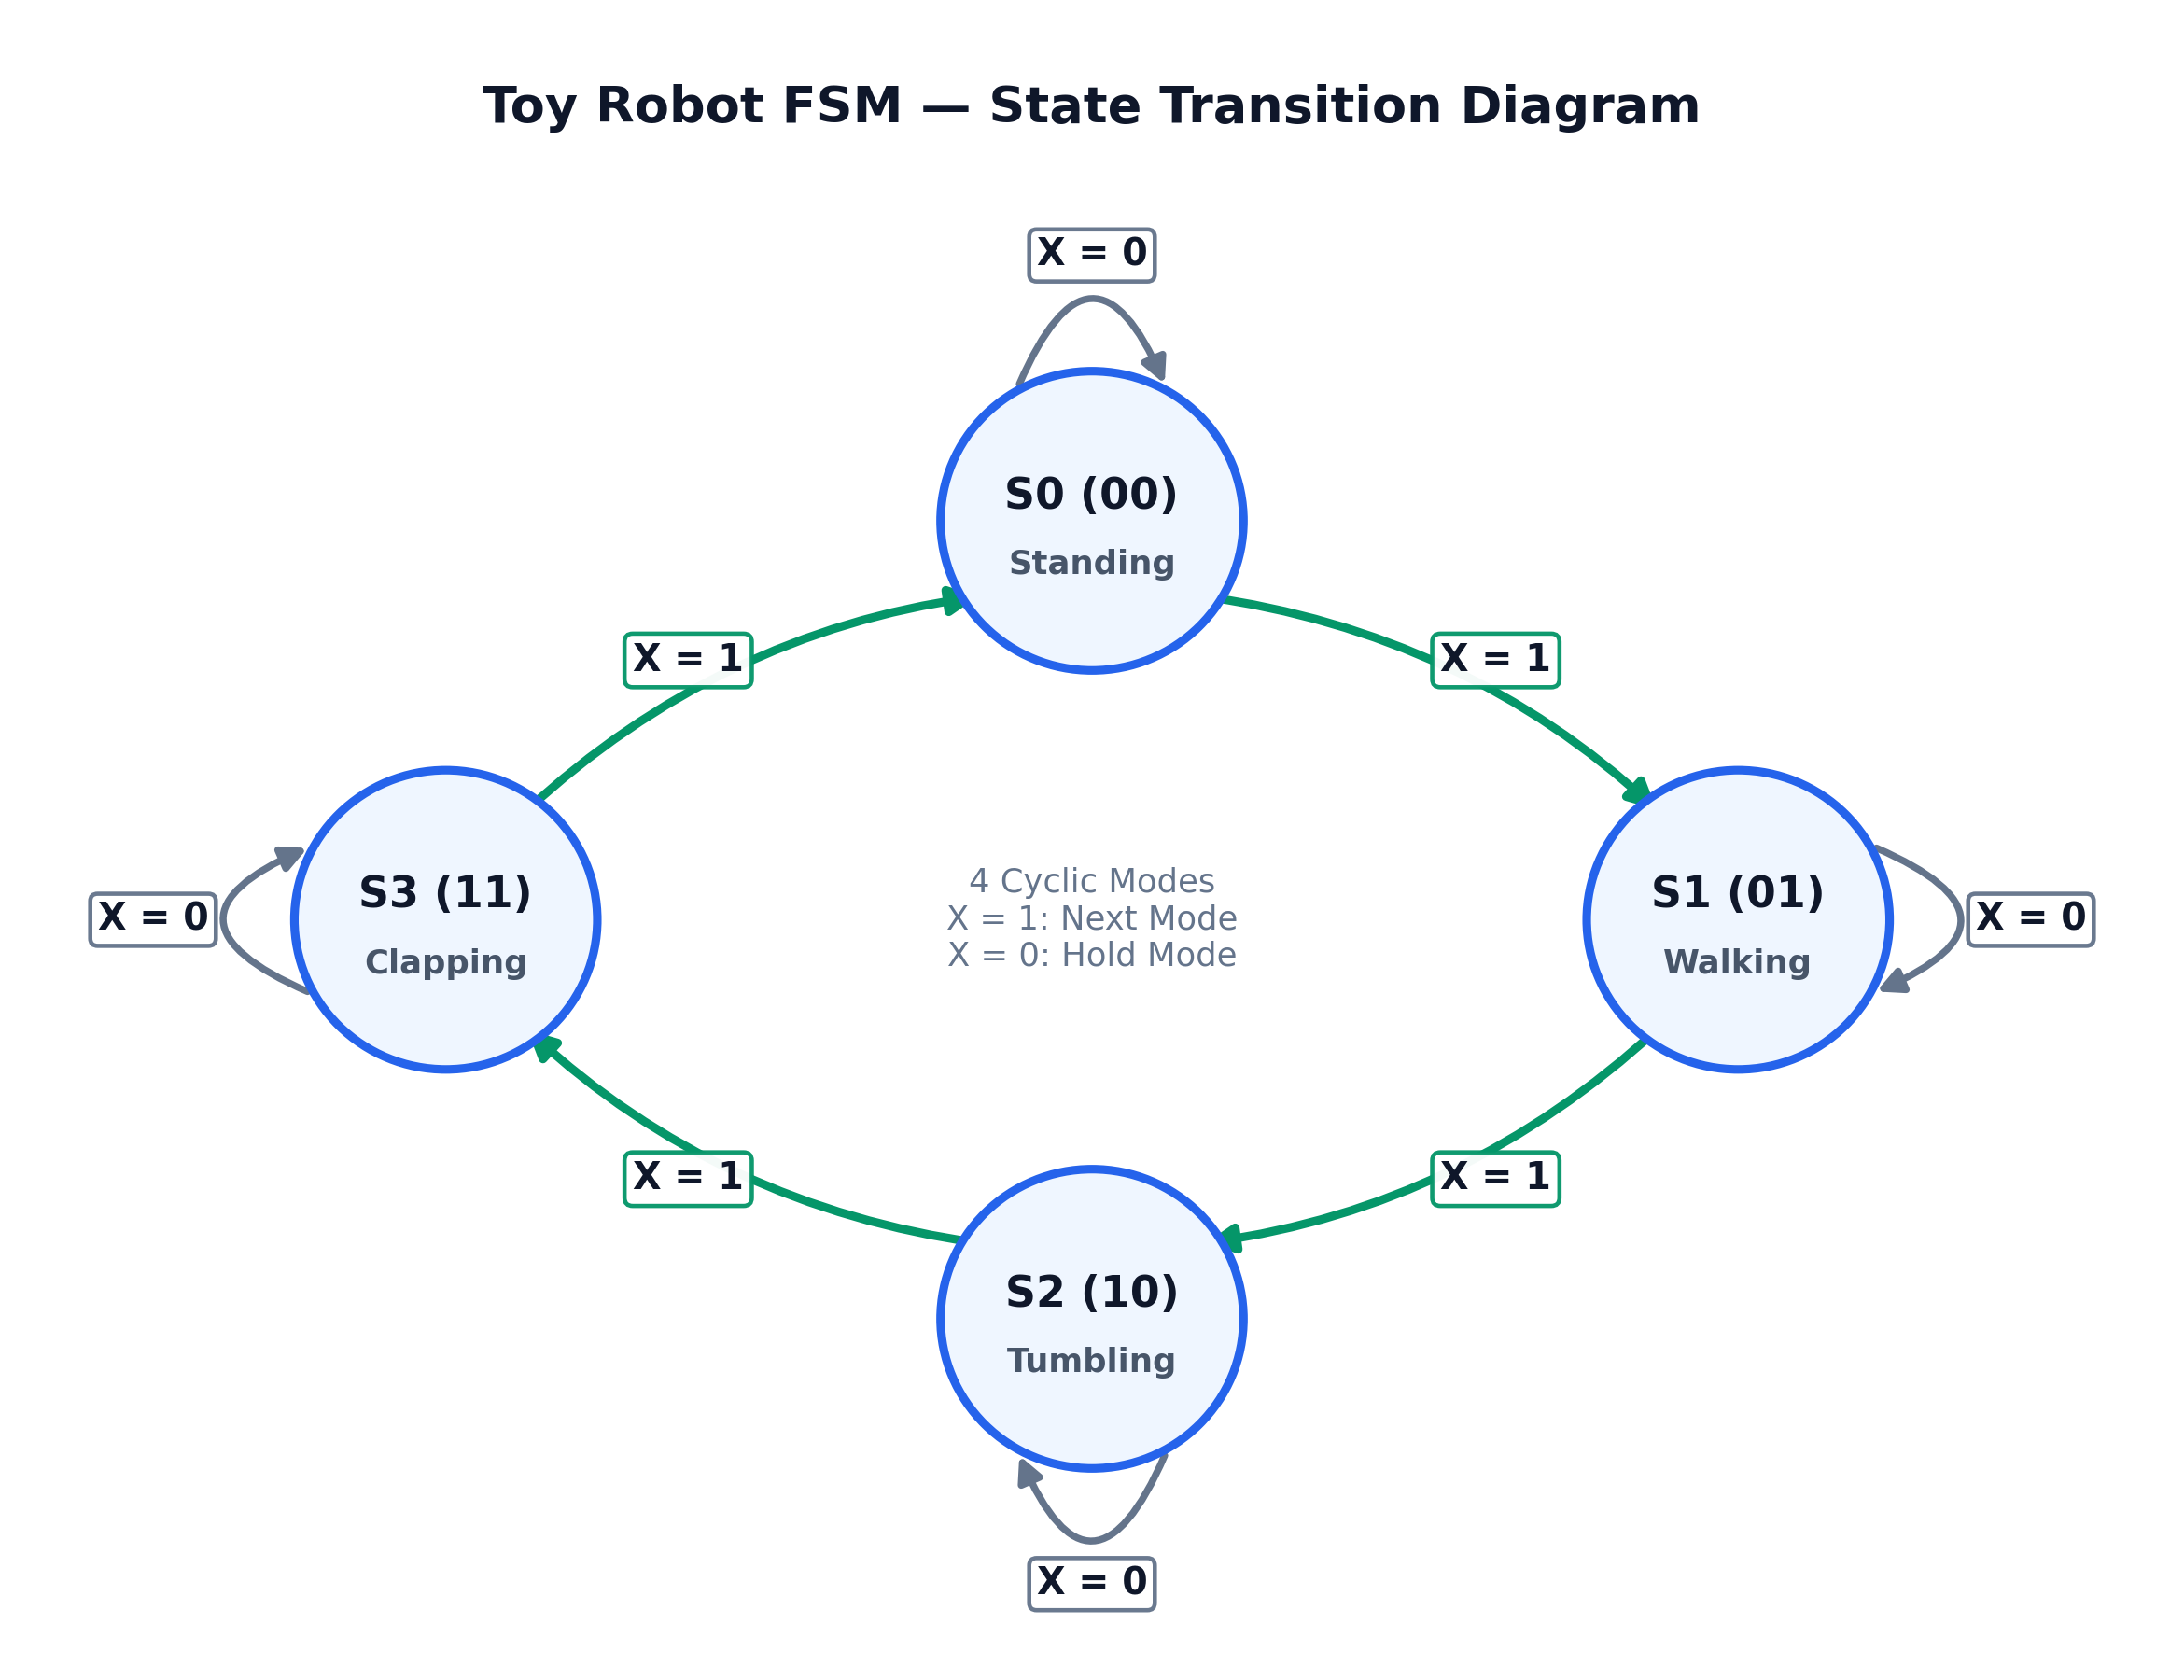 Toy Robot FSM — State Transition Diagram
X = 0
S0 (00)
Standing
X = 1
X = 1
S3 (11)
Clapping
X = 0
4 Cyclic Modes
X = 1: Next Mode
X = 0: Hold Mode
S1 (01)
Walking
X = 0
X = 1
X = 1
S2 (10)
Tumbling
X = 0